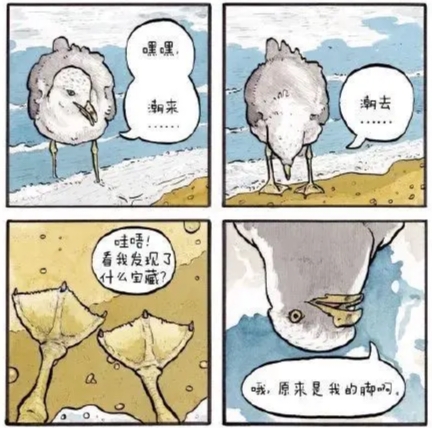 嘿嘿,
潮来
……
潮去
……
哇唔!
看我发现了
什么宝藏?
哦,原来是我的脚啊。